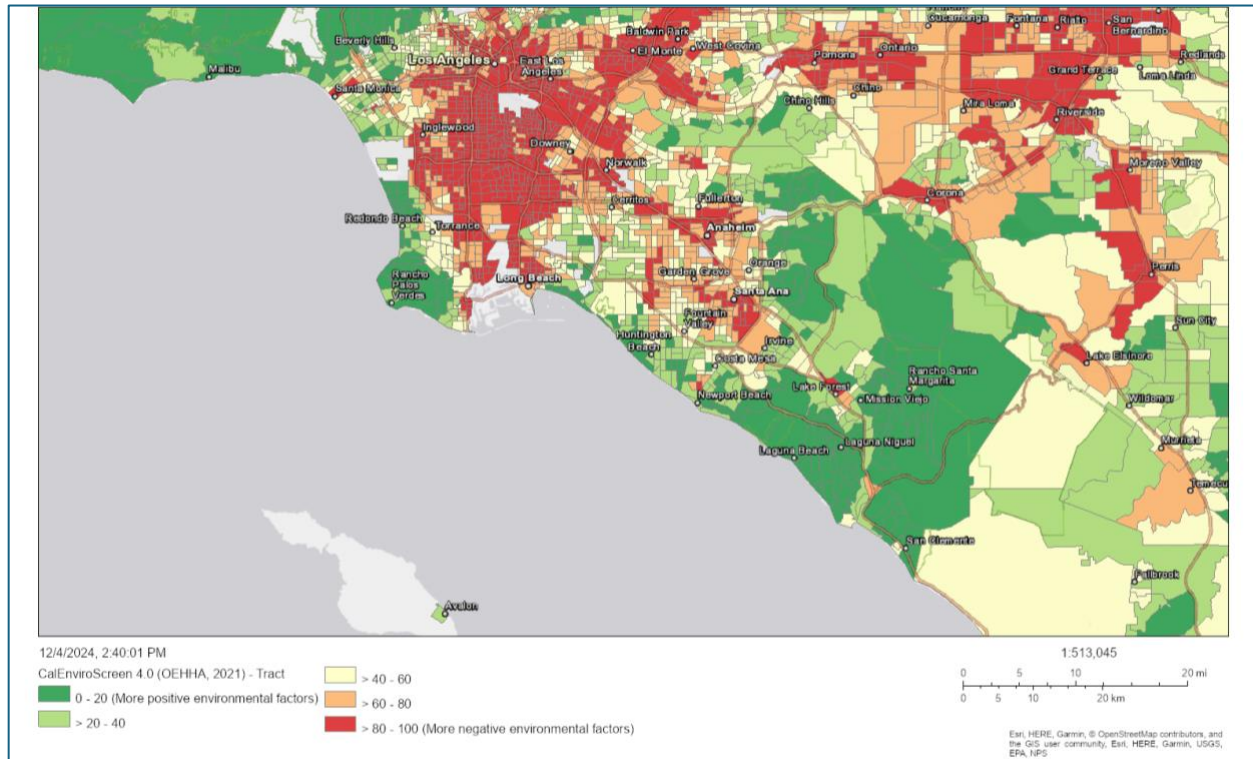 Cucamonga
Fontana
Rialto
San
Bernardino
Baldwin Park
Beverly Hills
El Monte
West Covina
Los Angeles
East Los
Angeles
Pomona
Ontario
Redlands
Malibu
Grand Terrace
Loma Linda
Santa Monica
Chino Hills
Chino
Mira Loma
Riverside
Inglewood
Downey
Norwalk
Moreno Valley
Corona
Cerritos
Fullerton
Redondo Beach
Torrance
Anaheim
Rancho
Palos
Verdes
Long Beach
Garden Grove
Orange
Perris
Santa Ana
Fountain
Valley
Sun City
Huntington
Beach
Irvine
Costa Mesa
Lake Elsinore
Newport Beach
Lake Forest
Rancho Santa
Margarita
Mission Viejo
Wildomar
Laguna Beach
Laguna Niguel
Murrieta
Temecu
San Clemente
Fallbrook
Avalon
12/4/2024, 2:40:01 PM
CalEnviroScreen 4.0 (OEHHA, 2021) - Tract
0 - 20 (More positive environmental factors)
> 20 - 40
> 40 - 60
> 60 - 80
> 80 - 100 (More negative environmental factors)
1:513,045
0 5 10 20 mi
0 5 10 20 km
Esri, HERE, Garmin, © OpenStreetMap contributors, and
the GIS user community, Esri, HERE, Garmin, USGS,
EPA, NPS